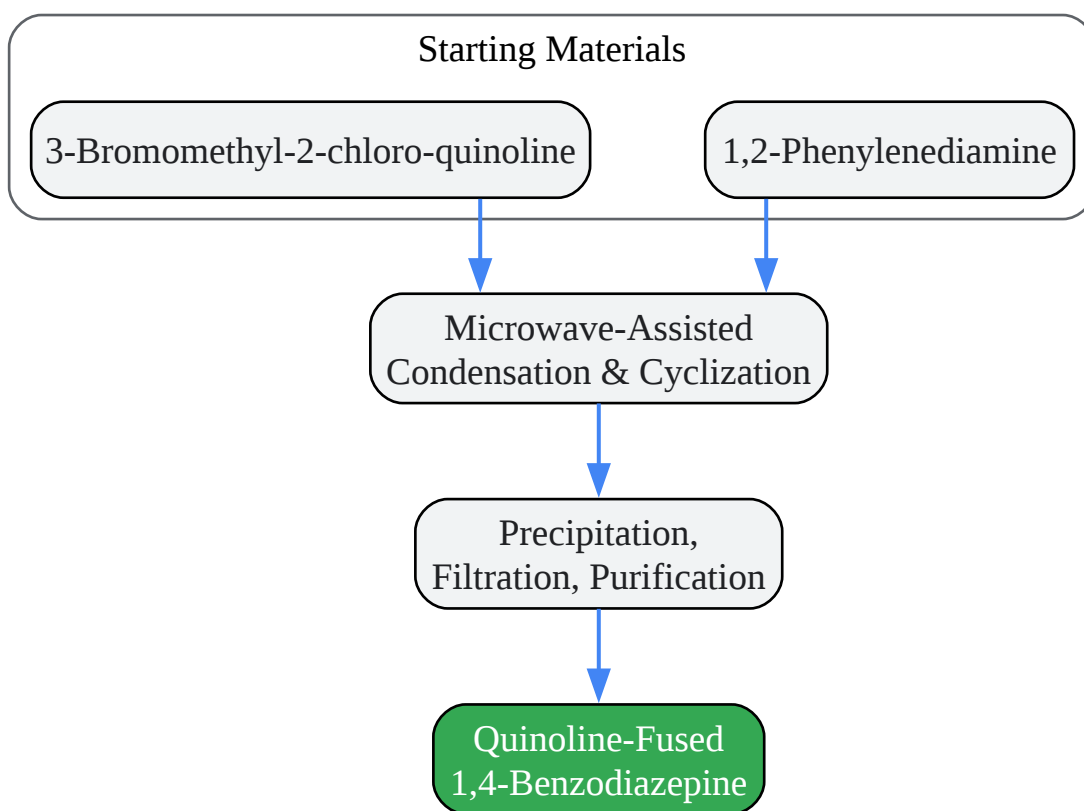 Starting Materials
3-Bromomethyl-2-chloro-quinoline
1,2-Phenylenediamine
Microwave-Assisted
Condensation & Cyclization
Precipitation,
Filtration, Purification
Quinoline-Fused
1,4-Benzodiazepine